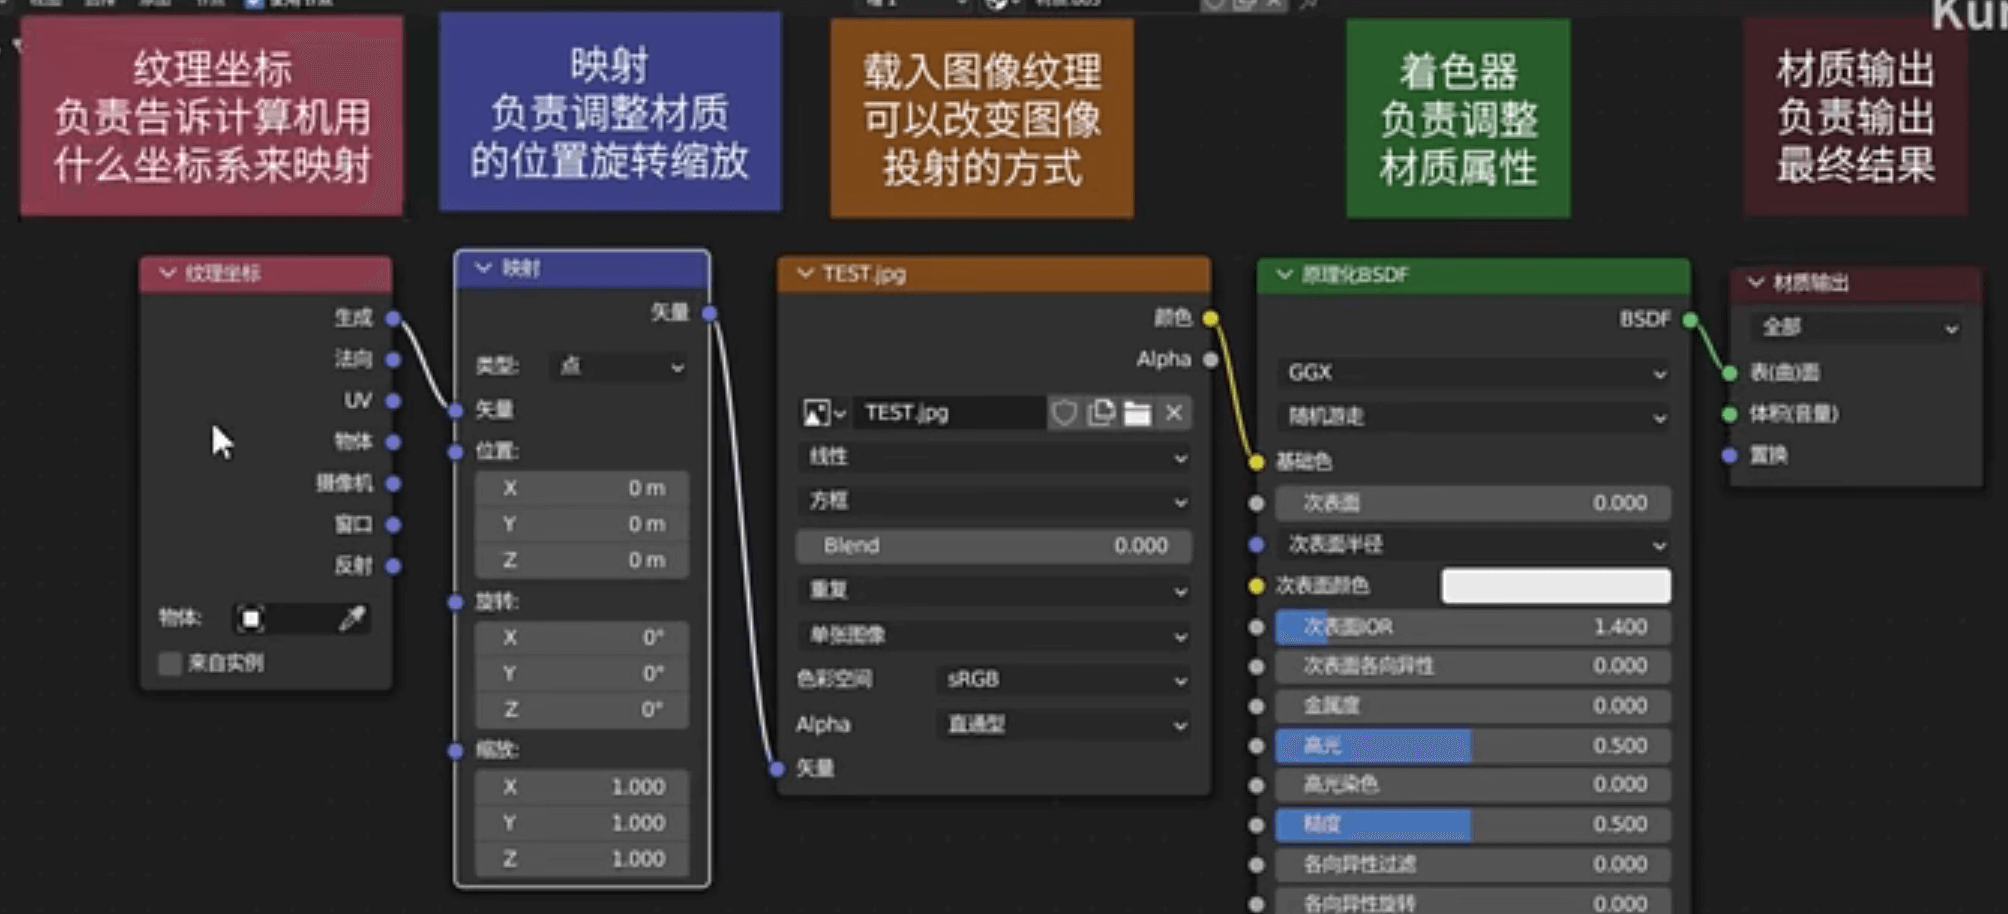 Kur
纹理坐标
负责告诉计算机用
什么坐标系来映射
映射
负责调整材质
的位置旋转缩放
载入图像纹理
可以改变图像
投射的方式
着色器
负责调整
材质属性
材质输出
负责输出
最终结果
纹理坐标
生成
法向
UV
物体
摄像机
窗口
反射
物体:
来自实例
映射
矢量
类型: 点
矢量
位置:
X 0 m
Y 0 m
Z 0 m
旋转:
X 0°
Y 0°
Z 0°
缩放:
X 1.000
Y 1.000
Z 1.000
TEST.jpg
颜色
Alpha
TEST.jpg
线性
方框
Blend 0.000
重复
单张图像
色彩空间 sRGB
Alpha 直通型
矢量
原理化BSDF
BSDF
GGX
随机游走
基础色
次表面 0.000
次表面半径
次表面颜色
次表面IOR 1.400
次表面各向异性 0.000
金属度 0.000
高光 0.500
高光染色 0.000
糙度 0.500
各向异性过滤 0.000
各向异性旋转 0.000
材质输出
全部
表(曲)面
体积(音量)
置换